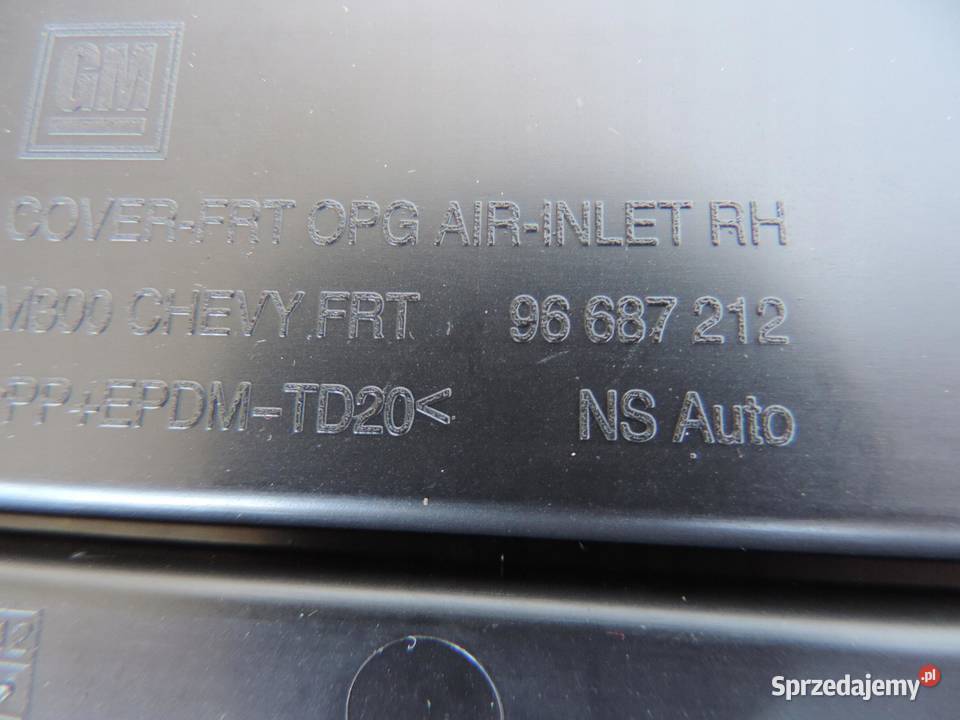 GM
COVER-FRT OPG AIR-INLET RH
M300 CHEVY FRT 96 687 212
PP+EPDM-TD20< NS Auto
12
Sprzedajemy.pl